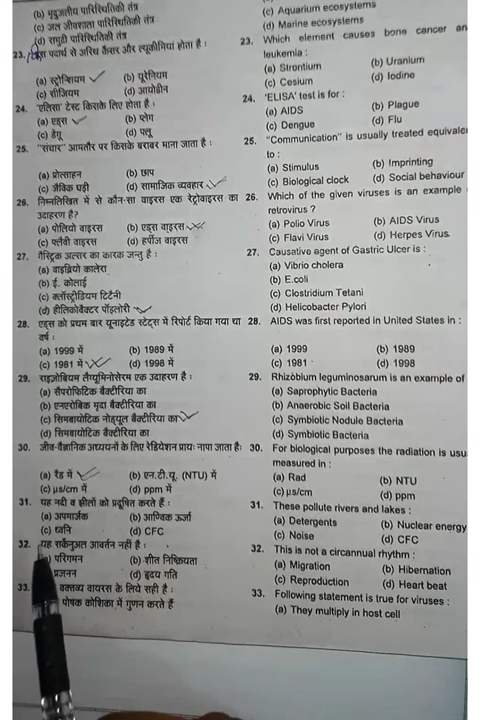 (b) मृदुजलीय पारिस्थितिकी तंत्र
(c) जल जीवशाला पारिस्थितिकी तंत्र
(d) समुद्री पारिस्थितिकी तंत्र
23. पदार्थ से अस्थि कैंसर और ल्यूकीमिया होता है :
(a) स्ट्रोन्शियम (b) यूरेनियम
(c) सीजियम (d) आयोडीन
24. 'एलिसा' टेस्ट किसके लिए होता है :
(a) एड्स (b) प्लेग
(c) डेंगू (d) फ्लू
25. "संचार" आमतौर पर किसके बराबर माना जाता है :
(a) प्रोत्साहन (b) छाप
(c) जैविक घड़ी (d) सामाजिक व्यवहार
26. निम्नलिखित में से कौन-सा वाइरस एक रेट्रोवाइरस का
उदाहरण है?
(a) पोलियो वाइरस (b) एड्स वाइरस
(c) फ्लैवी वाइरस (d) हर्पीज वाइरस
27. गैस्ट्रिक अल्सर का कारक जन्तु है :
(a) वाइब्रियो कालेरा
(b) ई. कोलाई
(c) क्लॉस्ट्रीडियम टिटैनी
(d) हीलिकोबैक्टर पॉइलोरी
28. एड्स को प्रथम बार यूनाइटेड स्टेट्स में रिपोर्ट किया गया था
वर्ष :
(a) 1999 में (b) 1989 में
(c) 1981 में (d) 1998 में
29. राइज़ोबियम लैग्यूमिनोसेरम एक उदाहरण है :
(a) सैपरोफिटिक बैक्टीरिया का
(b) एनएरोबिक मृदा बैक्टीरिया का
(c) सिमबायोटिक नोड्यूल बैक्टीरिया का
(d) सिमबायोटिक बैक्टीरिया का
30. जीव-वैज्ञानिक अध्ययनों के लिए रेडियेशन प्रायः नापा जाता है:
(a) रैड में (b) एन.टी.यू. (NTU) में
(c) µs/cm में (d) ppm में
31. यह नदी व झीलों को प्रदूषित करते हैं :
(a) अपमार्जक (b) आण्विक ऊर्जा
(c) ध्वनि (d) CFC
32. यह सर्कैनुअल आवर्तन नहीं है :
परिगमन (b) शीत निष्क्रियता
प्रजनन (d) हृदय गति
33. वक्तव्य वायरस के लिये सही है :
पोषक कोशिका में गुणन करते हैं
(c) Aquarium ecosystems
(d) Marine ecosystems
23. Which element causes bone cancer an
leukemia :
(a) Strontium (b) Uranium
(c) Cesium (d) Iodine
24. 'ELISA' test is for :
(a) AIDS (b) Plague
(c) Dengue (d) Flu
25. "Communication" is usually treated equivale
to :
(a) Stimulus (b) Imprinting
(c) Biological clock (d) Social behaviour
26. Which of the given viruses is an example
retrovirus ?
(a) Polio Virus (b) AIDS Virus
(c) Flavi Virus (d) Herpes Virus
27. Causative agent of Gastric Ulcer is :
(a) Vibrio cholera
(b) E.coli
(c) Clostridium Tetani
(d) Helicobacter Pylori
28. AIDS was first reported in United States in :
(a) 1999 (b) 1989
(c) 1981 (d) 1998
29. Rhizobium leguminosarum is an example of
(a) Saprophytic Bacteria
(b) Anaerobic Soil Bacteria
(c) Symbiotic Nodule Bacteria
(d) Symbiotic Bacteria
30. For biological purposes the radiation is usu
measured in :
(a) Rad (b) NTU
(c) µs/cm (d) ppm
31. These pollute rivers and lakes :
(a) Detergents (b) Nuclear energy
(c) Noise (d) CFC
32. This is not a circannual rhythm :
(a) Migration (b) Hibernation
(c) Reproduction (d) Heart beat
33. Following statement is true for viruses :
(a) They multiply in host cell